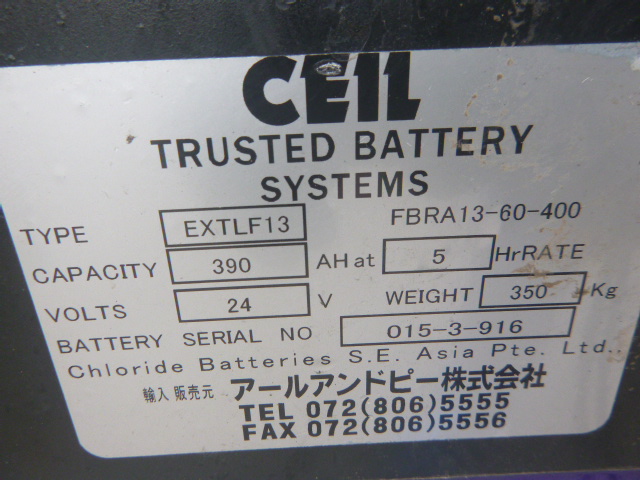 CEIL
TRUSTED BATTERY
SYSTEMS
TYPE EXTLF13 FBRA13-60-400
CAPACITY 390 AH at 5 HrRATE
VOLTS 24 V WEIGHT 350 Kg
BATTERY SERIAL NO 015-3-916
Chloride Batteries S.E. Asia Pte. Ltd..
輸入 販売元 アールアンドピー株式会社
TEL 072(806)5555
FAX 072(806)5556